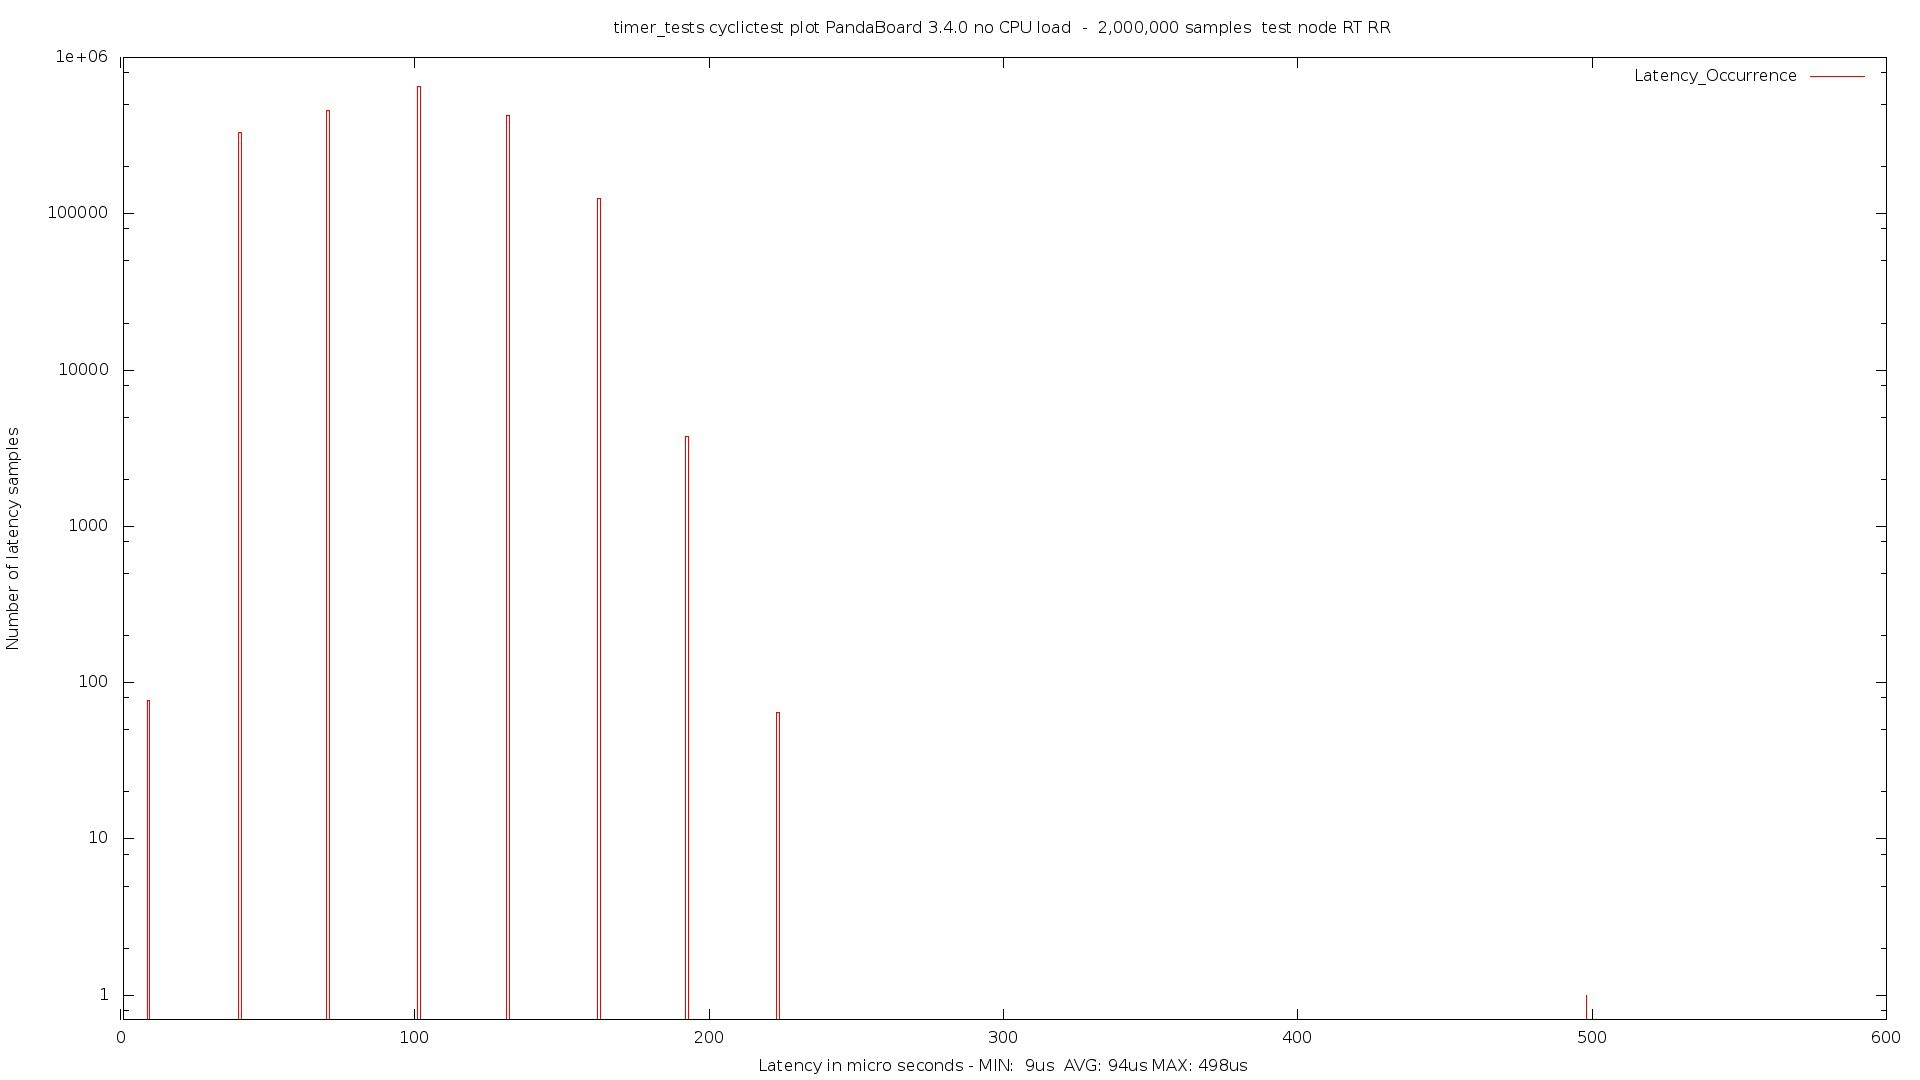 timer_tests cyclictest plot PandaBoard 3.4.0 no CPU load  -  2,000,000 samples  test node RT RR
Latency_Occurrence
1e+06
100000
10000
1000
100
10
1
Number of latency samples
0 100 200 300 400 500 600
Latency in micro seconds - MIN:  9us  AVG: 94us MAX: 498us